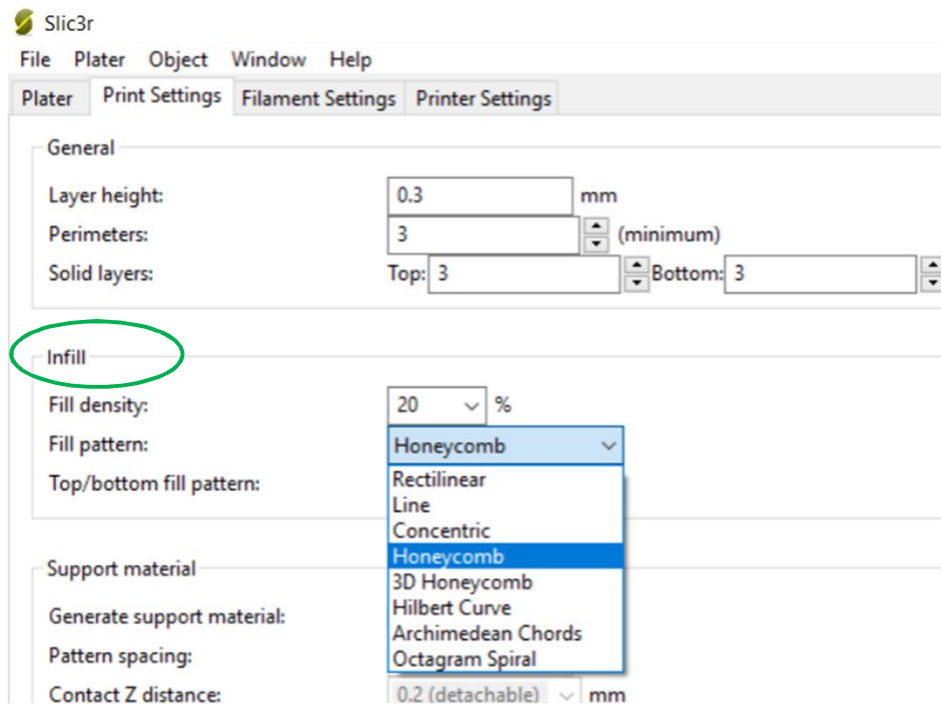 Slic3r
File Plater Object Window Help
Plater Print Settings Filament Settings Printer Settings
General
Layer height: 0.3 mm
Perimeters: 3 (minimum)
Solid layers: Top: 3 Bottom: 3
Infill
Fill density: 20 %
Fill pattern: Honeycomb
Rectilinear
Top/bottom fill pattern:
Line
Concentric
Honeycomb
3D Honeycomb
Hilbert Curve
Archimedean Chords
Octagram Spiral
Support material
Generate support material:
Pattern spacing:
Contact Z distance: 0.2 (detachable) mm